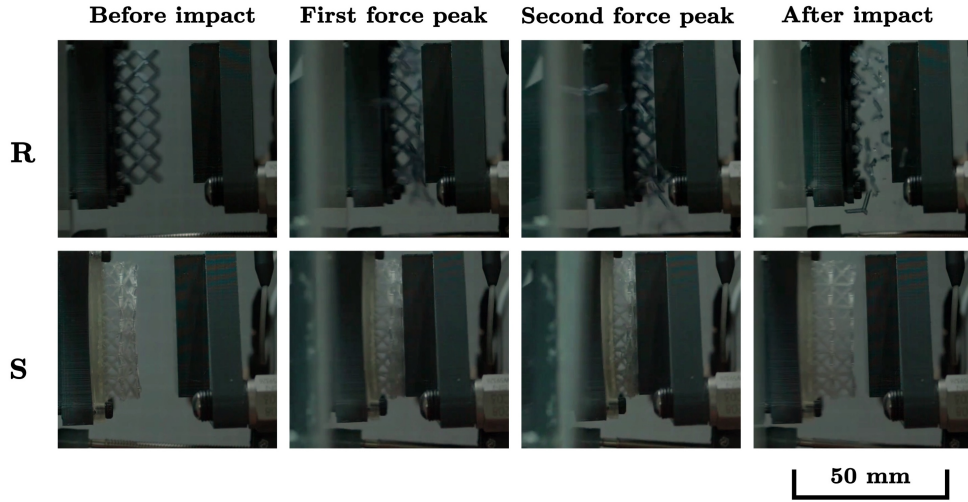 Before impact First force peak Second force peak After impact
R
S
50 mm